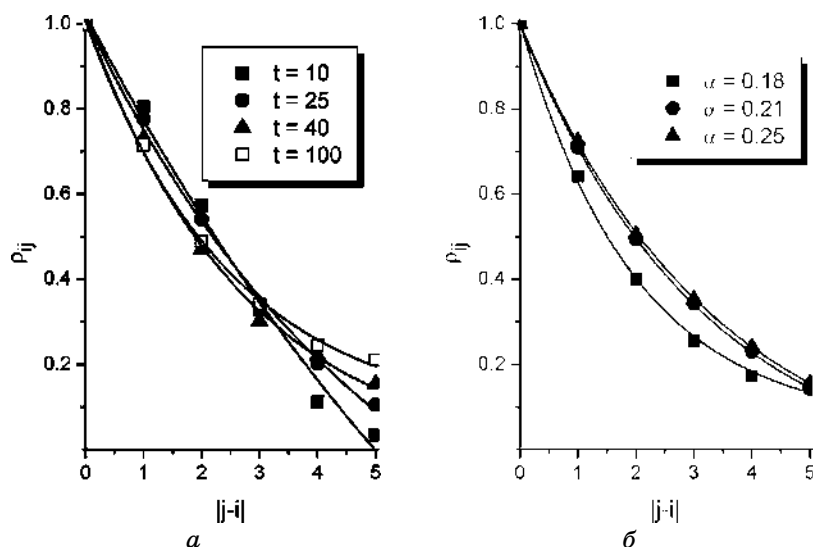 1.0
0.8
0.6
0.4
0.2
ρij
t = 10
t = 25
t = 40
t = 100
0 1 2 3 4 5
|j-i|
а
1.0
0.8
0.6
0.4
0.2
ρij
α = 0.18
α = 0.21
α = 0.25
0 1 2 3 4 5
|j-i|
б